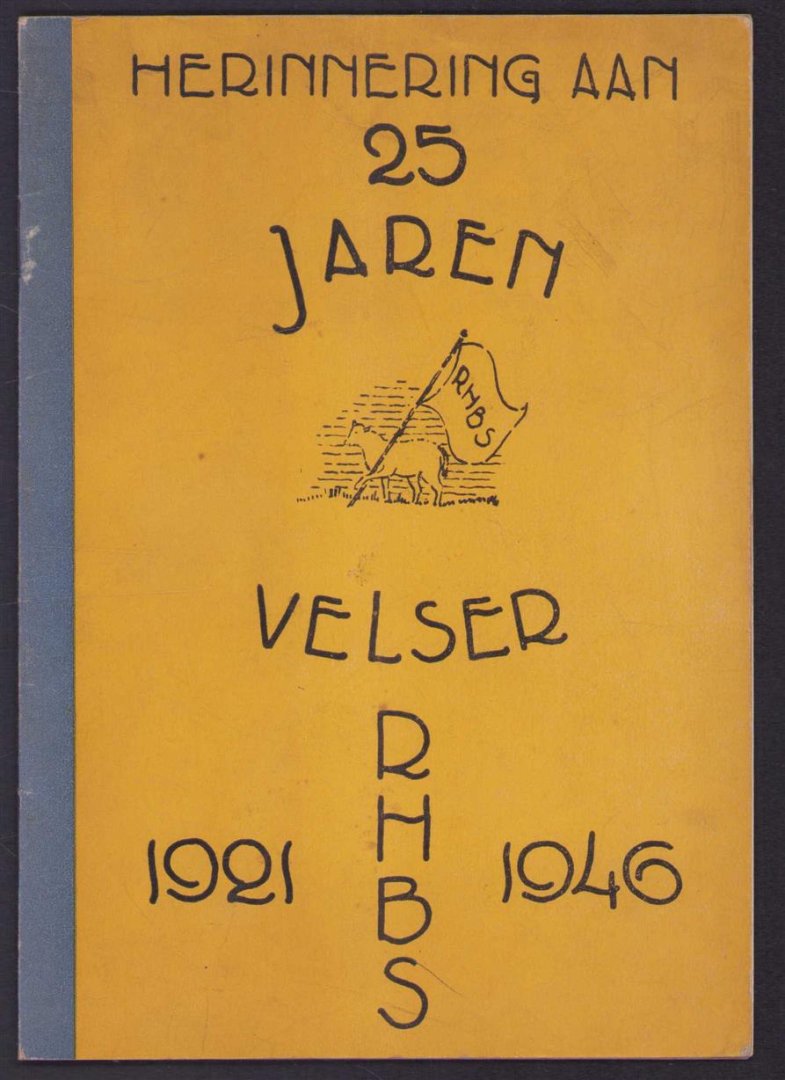 HERINNERING AAN
25
JAREN
RHBS
VELSER
R
H
B
S
1921 1946